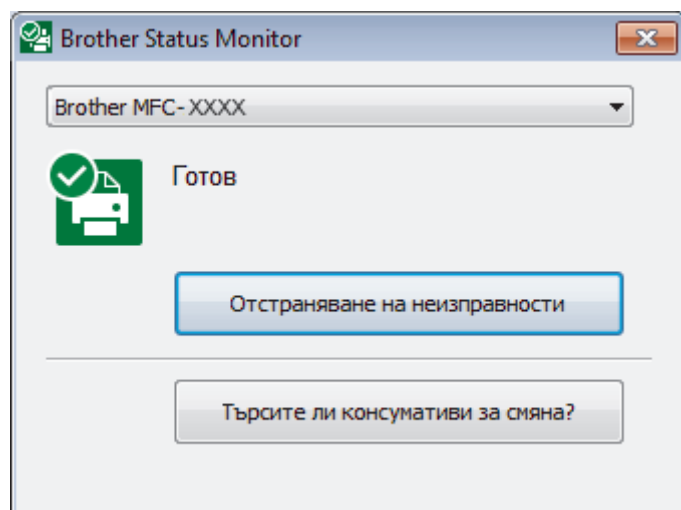 Brother Status Monitor
Brother MFC-XXXX
Готов
Отстраняване на неизправности
Търсите ли консумативи за смяна?